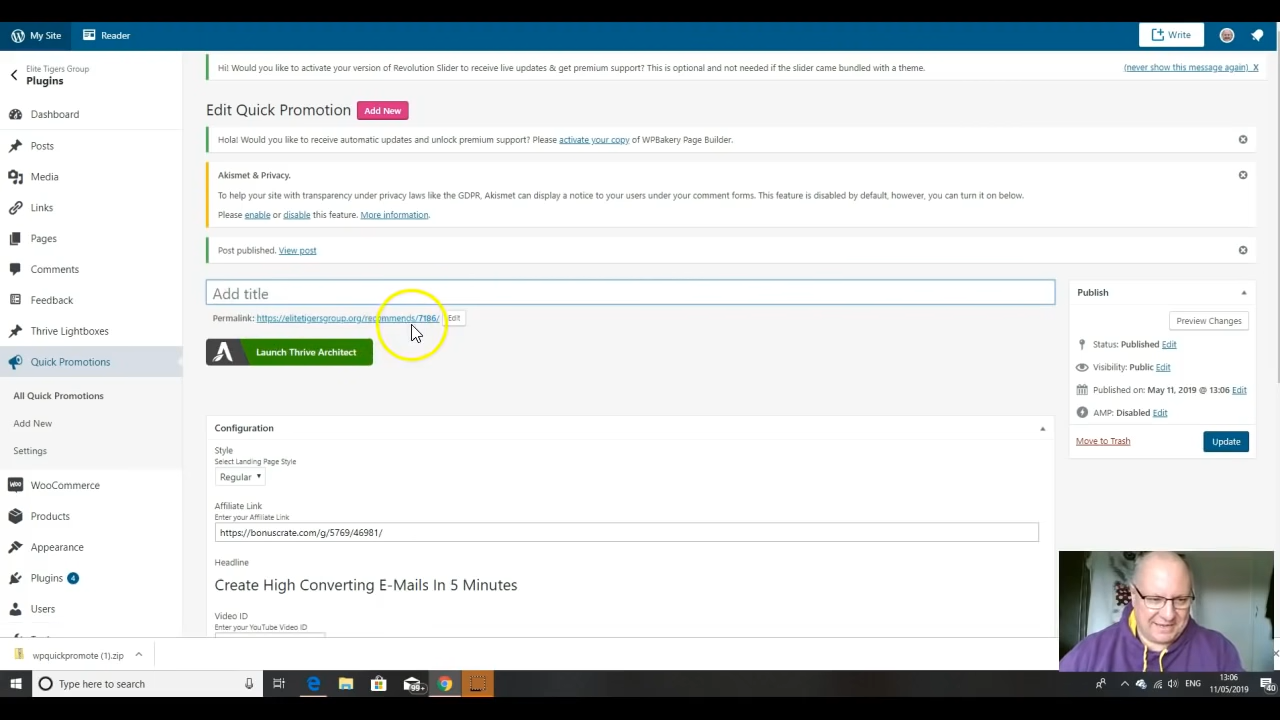 My Site
Reader
Write
Elite Tigers Group
Plugins
Dashboard
Posts
Media
Links
Pages
Comments
Feedback
Thrive Lightboxes
Quick Promotions
All Quick Promotions
Add New
Settings
WooCommerce
Products
Appearance
Plugins 4
Users
Hi! Would you like to activate your version of Revolution Slider to receive live updates & get premium support? This is optional and not needed if the slider came bundled with a theme.
(never show this message again) X
Edit Quick Promotion Add New
Hola! Would you like to receive automatic updates and unlock premium support? Please activate your copy of WPBakery Page Builder.
Akismet & Privacy.
To help your site with transparency under privacy laws like the GDPR, Akismet can display a notice to your users under your comment forms. This feature is disabled by default, however, you can turn it on below.
Please enable or disable this feature. More information.
Post published. View post
Add title
Permalink: https://elitetigersgroup.org/recommends/7186/ Edit
Launch Thrive Architect
Configuration
Style
Select Landing Page Style
Regular
Affiliate Link
Enter your Affiliate Link
https://bonuscrate.com/g/5769/46981/
Headline
Create High Converting E-Mails In 5 Minutes
Video ID
Enter your YouTube Video ID
Publish
Preview Changes
Status: Published Edit
Visibility: Public Edit
Published on: May 11, 2019 @ 13:06 Edit
AMP: Disabled Edit
Move to Trash
Update
wpquickpromote (1).zip
Type here to search
99+
ENG
13:06
11/05/2019
40